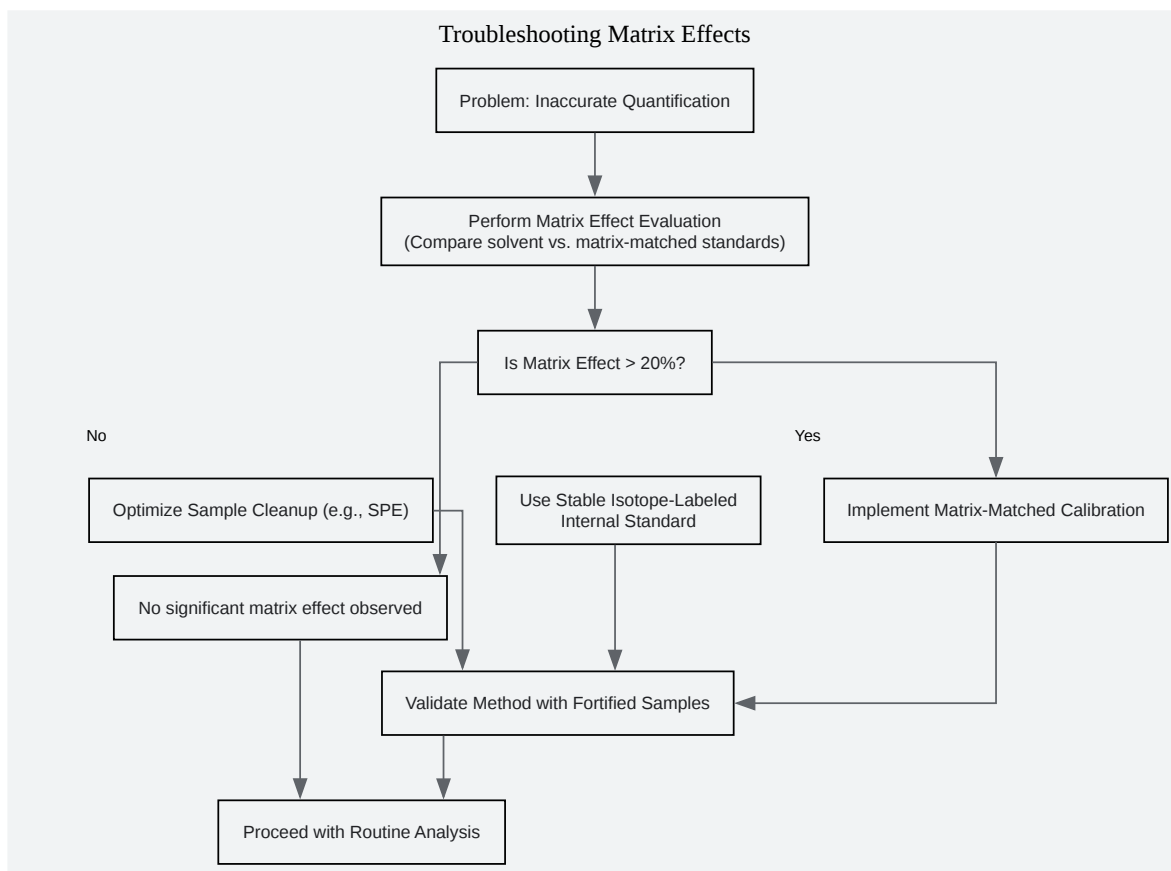 Troubleshooting Matrix Effects
Problem: Inaccurate Quantification
Perform Matrix Effect Evaluation
(Compare solvent vs. matrix-matched standards)
Is Matrix Effect > 20%?
No
Yes
Optimize Sample Cleanup (e.g., SPE)
Use Stable Isotope-Labeled
Internal Standard
Implement Matrix-Matched Calibration
No significant matrix effect observed
Validate Method with Fortified Samples
Proceed with Routine Analysis